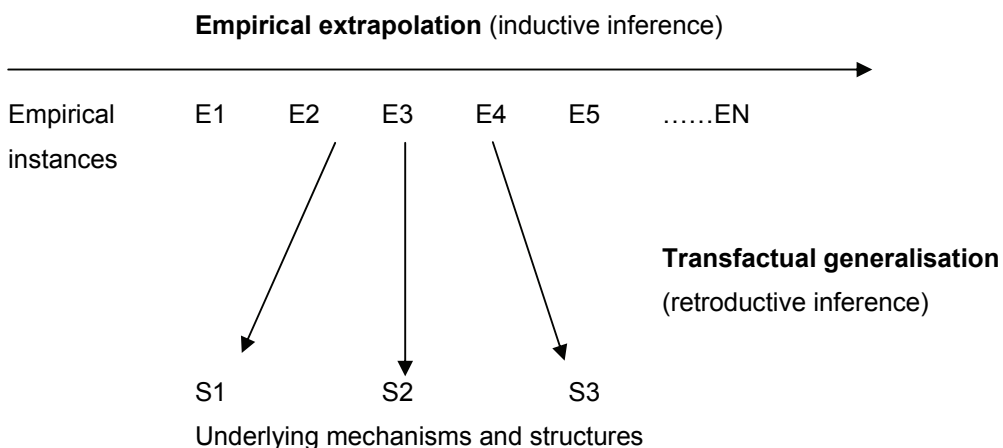 Empirical extrapolation (inductive inference)
Empirical E1 E2 E3 E4 E5 ……EN
instances
Transfactual generalisation
(retroductive inference)
S1 S2 S3
Underlying mechanisms and structures